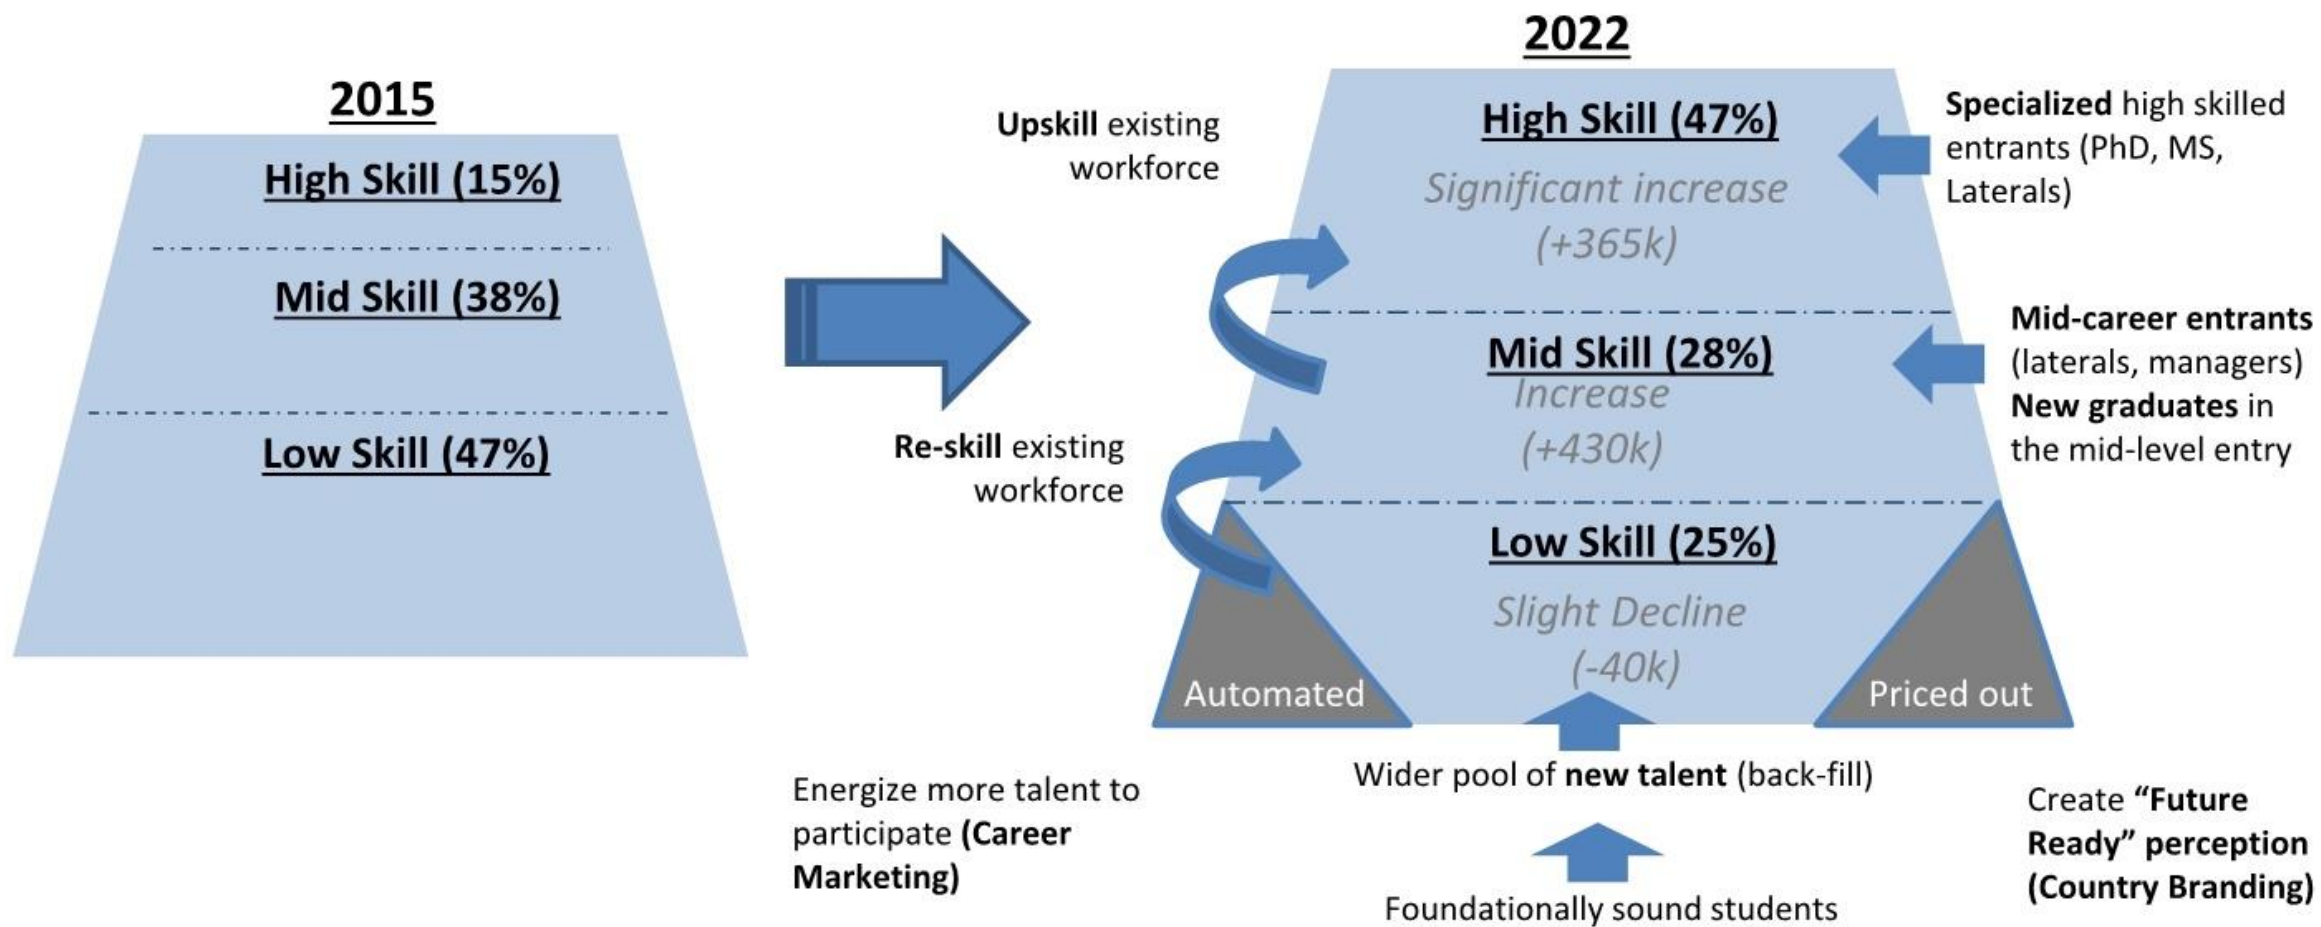 2015
High Skill (15%)
Mid Skill (38%)
Low Skill (47%)
Upskill existing
workforce
Re-skill existing
workforce
2022
High Skill (47%)
Significant increase
(+365k)
Mid Skill (28%)
Increase
(+430k)
Low Skill (25%)
Slight Decline
(-40k)
Automated
Priced out
Specialized high skilled
entrants (PhD, MS,
Laterals)
Mid-career entrants
(laterals, managers)
New graduates in
the mid-level entry
Wider pool of new talent (back-fill)
Foundationally sound students
Energize more talent to
participate (Career
Marketing)
Create “Future
Ready” perception
(Country Branding)